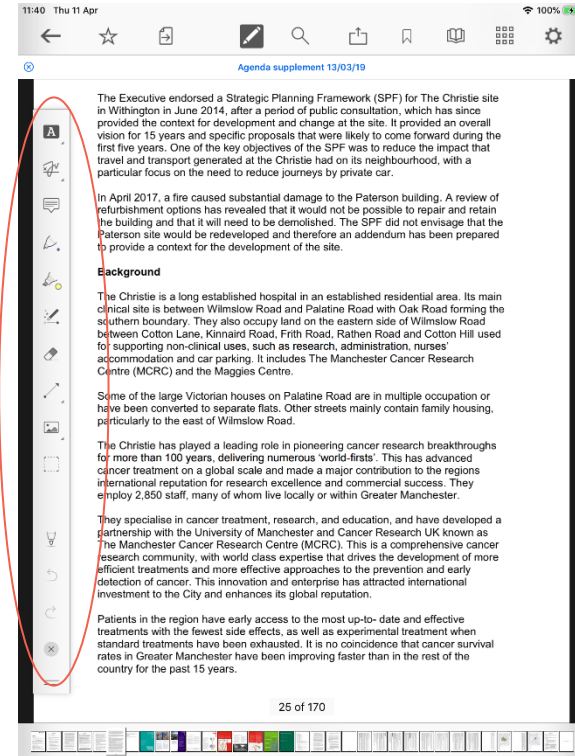 11:40 Thu 11 Apr
100%
Agenda supplement 13/03/19
The Executive endorsed a Strategic Planning Framework (SPF) for The Christie site
in Withington in June 2014, after a period of public consultation, which has since
provided the context for development and change at the site. It provided an overall
vision for 15 years and specific proposals that were likely to come forward during the
first five years. One of the key objectives of the SPF was to reduce the impact that
travel and transport generated at the Christie had on its neighbourhood, with a
particular focus on the need to reduce journeys by private car.
In April 2017, a fire caused substantial damage to the Paterson building. A review of
refurbishment options has revealed that it would not be possible to repair and retain
the building and that it will need to be demolished. The SPF did not envisage that the
Paterson site would be redeveloped and therefore an addendum has been prepared
to provide a context for the development of the site.
Background
The Christie is a long established hospital in an established residential area. Its main
clinical site is between Wilmslow Road and Palatine Road with Oak Road forming the
southern boundary. They also occupy land on the eastern side of Wilmslow Road
between Cotton Lane, Kinnaird Road, Frith Road, Rathen Road and Cotton Hill used
for supporting non-clinical uses, such as research, administration, nurses'
accommodation and car parking. It includes The Manchester Cancer Research
Centre (MCRC) and the Maggies Centre.
Some of the large Victorian houses on Palatine Road are in multiple occupation or
have been converted to separate flats. Other streets mainly contain family housing,
particularly to the east of Wilmslow Road.
The Christie has played a leading role in pioneering cancer research breakthroughs
for more than 100 years, delivering numerous 'world-firsts'. This has advanced
cancer treatment on a global scale and made a major contribution to the regions
international reputation for research excellence and commercial success. They
employ 2,850 staff, many of whom live locally or within Greater Manchester.
They specialise in cancer treatment, research, and education, and have developed a
partnership with the University of Manchester and Cancer Research UK known as
The Manchester Cancer Research Centre (MCRC). This is a comprehensive cancer
research community, with world class expertise that drives the development of more
efficient treatments and more effective approaches to the prevention and early
detection of cancer. This innovation and enterprise has attracted international
investment to the City and enhances its global reputation.
Patients in the region have early access to the most up-to- date and effective
treatments with the fewest side effects, as well as experimental treatment when
standard treatments have been exhausted. It is no coincidence that cancer survival
rates in Greater Manchester have been improving faster than in the rest of the
country for the past 15 years.
25 of 170
A